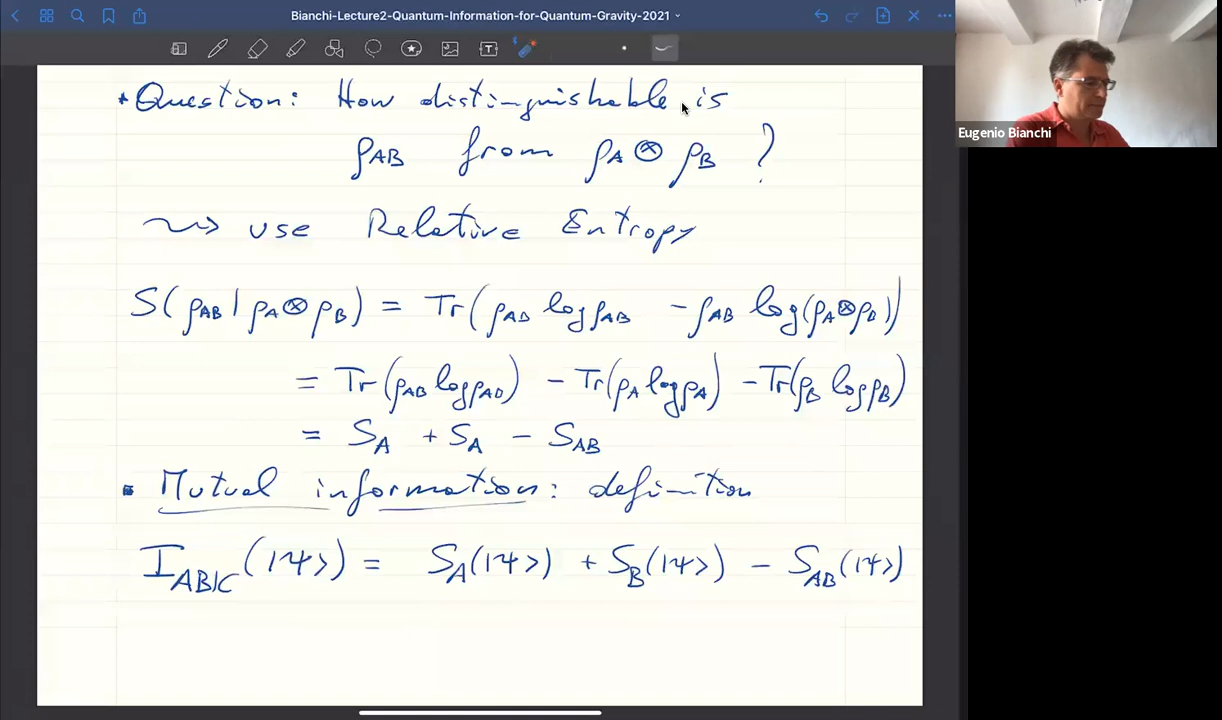 Bianchi-Lecture2-Quantum-Information-for-Quantum-Gravity-2021
Eugenio Bianchi
* Question: How distinguishable is
ρAB from ρA ⊗ ρB ?
⇝ use Relative Entropy
S(ρAB | ρA ⊗ ρB) = Tr(ρAB log ρAB - ρAB log(ρA ⊗ ρB))
= Tr(ρAB log ρAB) - Tr(ρA log ρA) - Tr(ρB log ρB)
= SA + SA - SAB
▪ Mutual information: definition
IAB|C(|ψ>) = SA(|ψ>) + SB(|ψ>) - SAB(|ψ>)